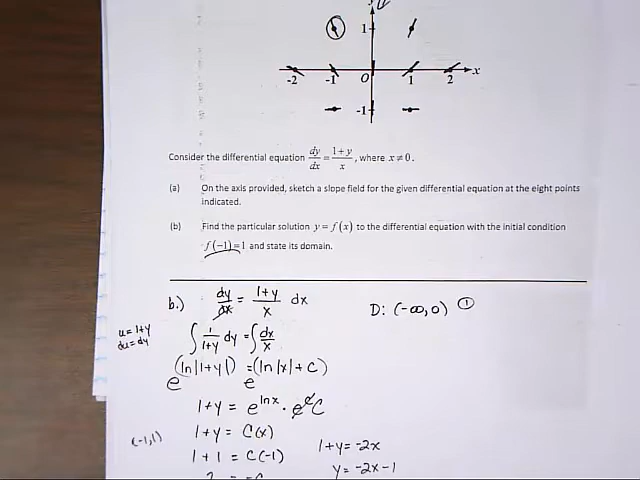 y
1
-2 -1 O 1 2 x
-1
Consider the differential equation dy/dx = 1+y/x, where x≠0.
(a) On the axis provided, sketch a slope field for the given differential equation at the eight points
indicated.
(b) Find the particular solution y = f(x) to the differential equation with the initial condition
f(-1)=1 and state its domain.
b.) dy/dx = 1+y/x dx
D: (-∞,0) ①
u = 1+y
du = dy
∫ 1/1+y dy = ∫ dx/x
e^(ln|1+y|) = e^(ln|x|+C)
1+y = e^lnx · e^c C
1+y = C(x)
(-1,1)
1+1 = C(-1)
1+y = -2x
2 = -C
y = -2x-1